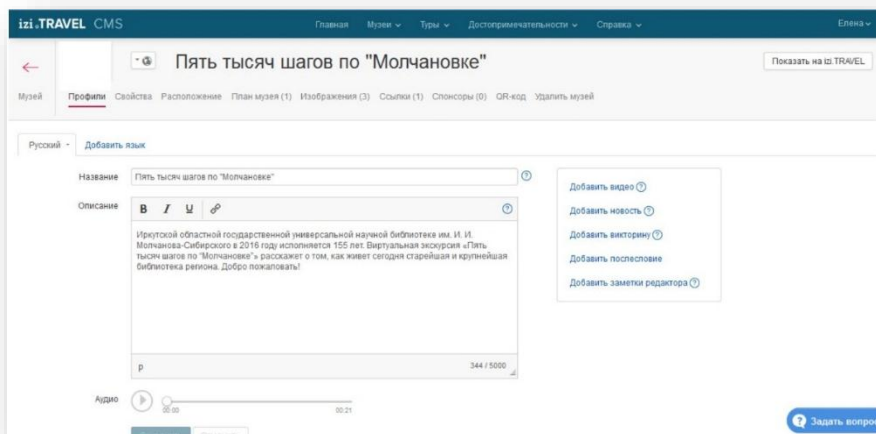 izi.TRAVEL CMS
Главная Музеи Туры Достопримечательности Справка Елена
Пять тысяч шагов по "Молчановке"
Показать на izi.TRAVEL
Музей Профили Свойства Расположение План музея (1) Изображения (3) Ссылки (1) Спонсоры (0) QR-код Удалить музей
Русский Добавить язык
Название Пять тысяч шагов по "Молчановке" ?
Описание B I U ?
Иркутской областной государственной универсальной научной библиотеке им. И. И.
Молчанова-Сибирского в 2016 году исполняется 155 лет. Виртуальная экскурсия «Пять
тысяч шагов по "Молчановке"» расскажет о том, как живет сегодня старейшая и крупнейшая
библиотека региона. Добро пожаловать!
p 344 / 5000
Добавить видео ?
Добавить новость ?
Добавить викторину ?
Добавить послесловие
Добавить заметки редактора ?
Аудио 00:00 00:21
? Задать вопрос